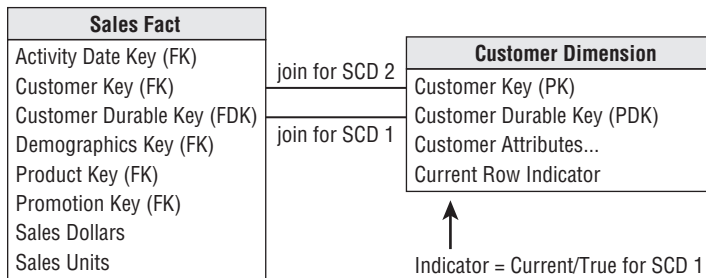 Sales Fact
Activity Date Key (FK)
Customer Key (FK)
Customer Durable Key (FDK)
Demographics Key (FK)
Product Key (FK)
Promotion Key (FK)
Sales Dollars
Sales Units
join for SCD 2
join for SCD 1
Customer Dimension
Customer Key (PK)
Customer Durable Key (PDK)
Customer Attributes...
Current Row Indicator
Indicator = Current/True for SCD 1